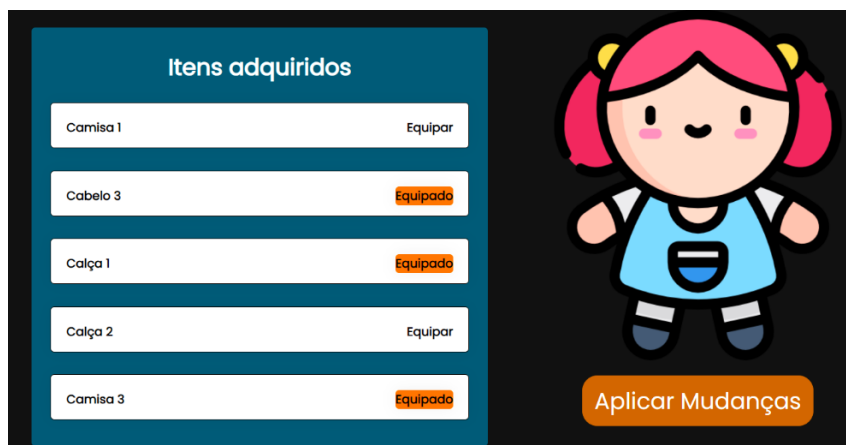 Itens adquiridos
Camisa 1 Equipar
Cabelo 3 Equipado
Calça 1 Equipado
Calça 2 Equipar
Camisa 3 Equipado
Aplicar Mudanças